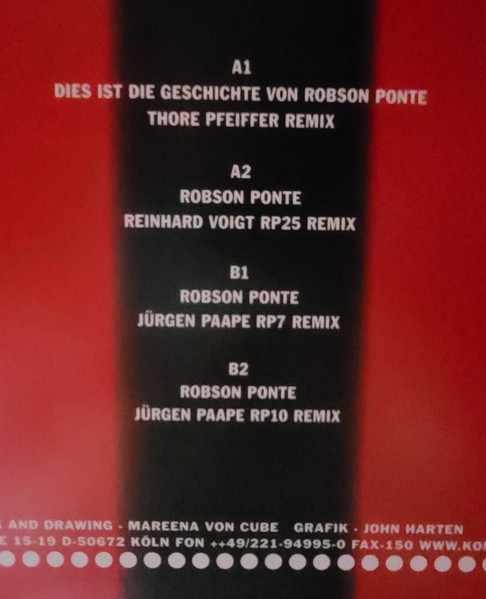 A1
DIES IST DIE GESCHICHTE VON ROBSON PONTE
THORE PFEIFFER REMIX
A2
ROBSON PONTE
REINHARD VOIGT RP25 REMIX
B1
ROBSON PONTE
JÜRGEN PAAPE RP7 REMIX
B2
ROBSON PONTE
JÜRGEN PAAPE RP10 REMIX
AND DRAWING - MAREENA VON CUBE GRAFIK - JOHN HARTEN
15-19 D-50672 KÖLN FON ++49/221-94995-0 FAX-150